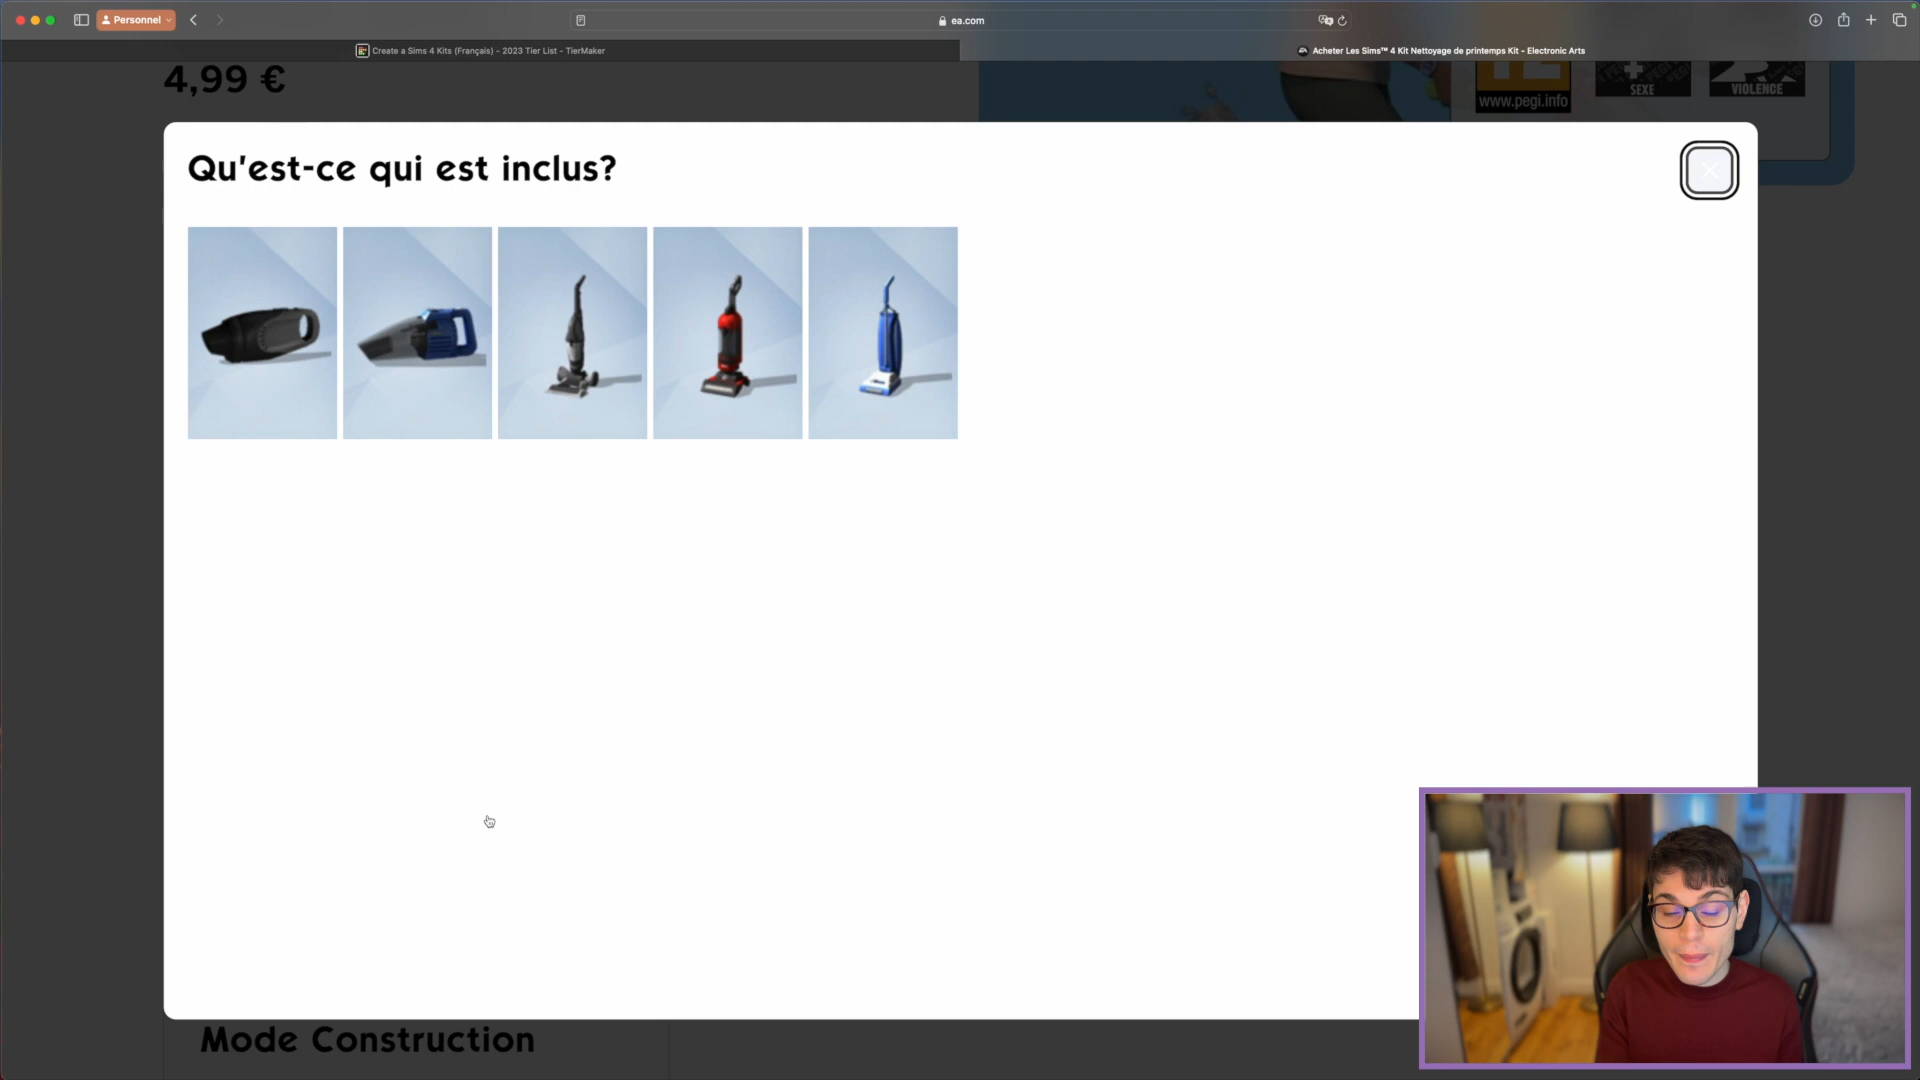 Personnel
ea.com
Create a Sims 4 Kits (Français) – 2023 Tier List – TierMaker
Acheter Les Sims™ 4 Kit Nettoyage de printemps Kit – Electronic Arts
4,99 €
www.pegi.info
SEXE
VIOLENCE
Qu'est-ce qui est inclus?
Mode Construction